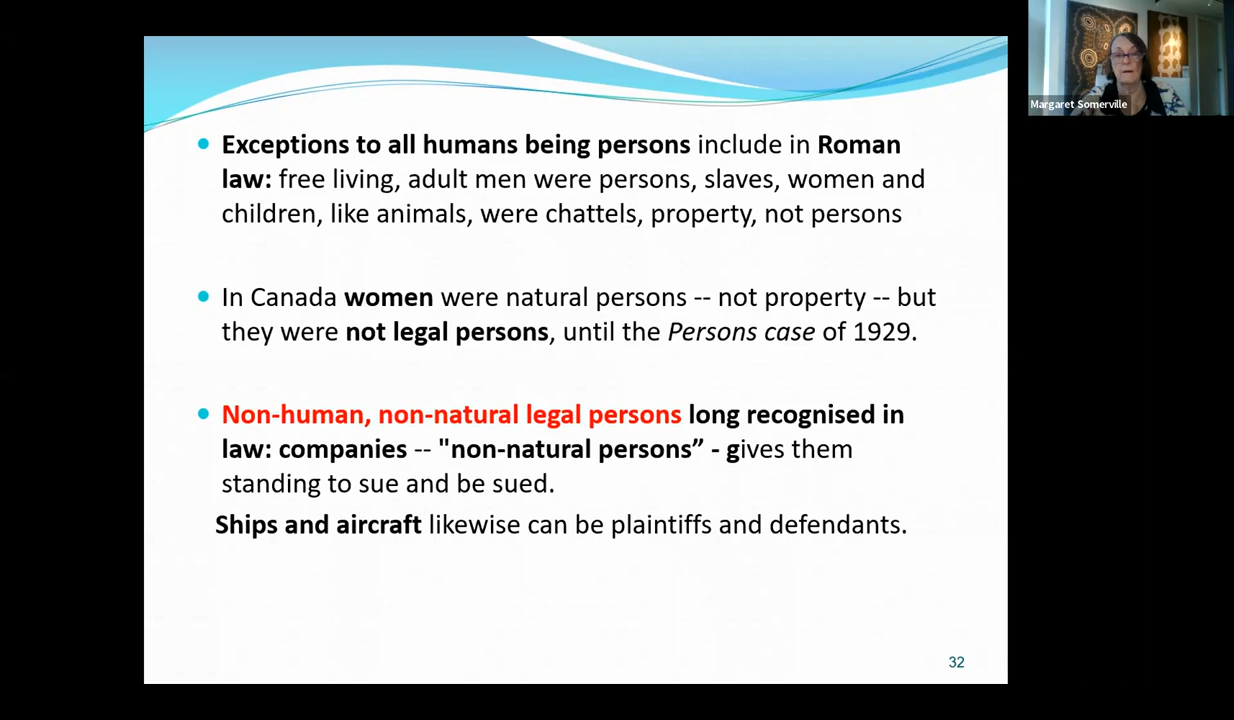 Exceptions to all humans being persons include in Roman
law: free living, adult men were persons, slaves, women and
children, like animals, were chattels, property, not persons
In Canada women were natural persons -- not property -- but
they were not legal persons, until the Persons case of 1929.
Non-human, non-natural legal persons long recognised in
law: companies -- "non-natural persons” - gives them
standing to sue and be sued.
Ships and aircraft likewise can be plaintiffs and defendants.
32
Margaret Somerville